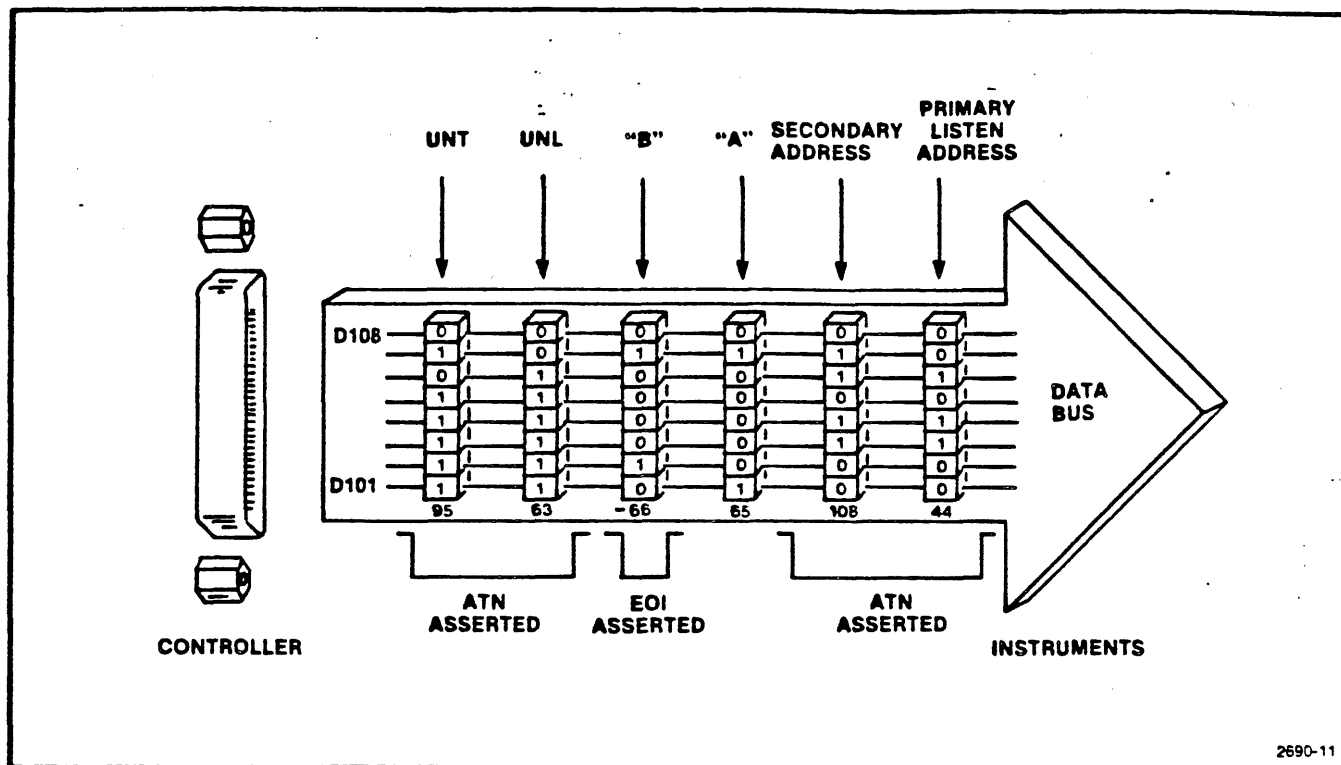 PRIMARY
LISTEN
ADDRESS
UNT UNL "B" "A" SECONDARY
ADDRESS
D108 0 0 0 0 0 0
1 0 1 1 1 0
0 1 0 0 1 1
1 1 0 0 0 0
1 1 0 0 1 1
1 1 0 0 1 1
1 1 1 0 0 0
D101 1 1 0 1 0 0
95 63 -66 65 108 44
DATA
BUS
ATN
ASSERTED
EOI
ASSERTED
ATN
ASSERTED
CONTROLLER
INSTRUMENTS
2690-11